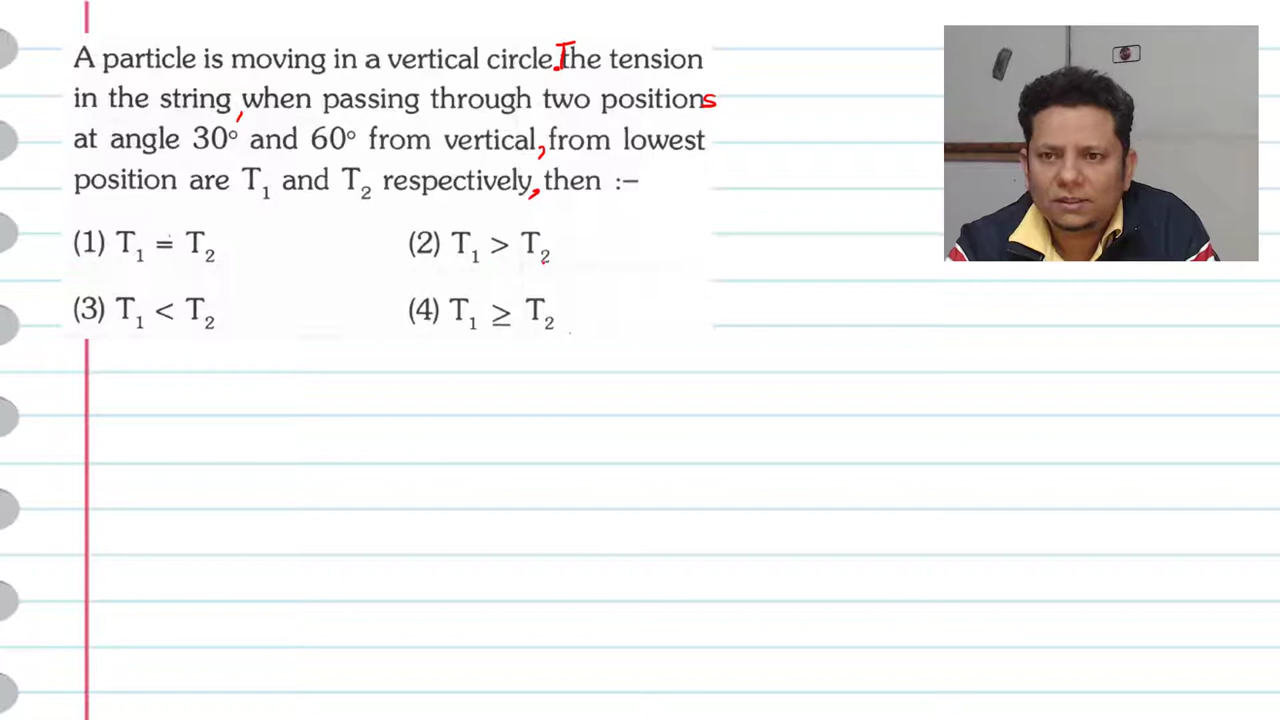 A particle is moving in a vertical circle. The tension
in the string, when passing through two positions
at angle 30° and 60° from vertical, from lowest
position are T₁ and T₂ respectively, then :–
(1) T₁ = T₂ (2) T₁ > T₂
(3) T₁ < T₂ (4) T₁ ≥ T₂